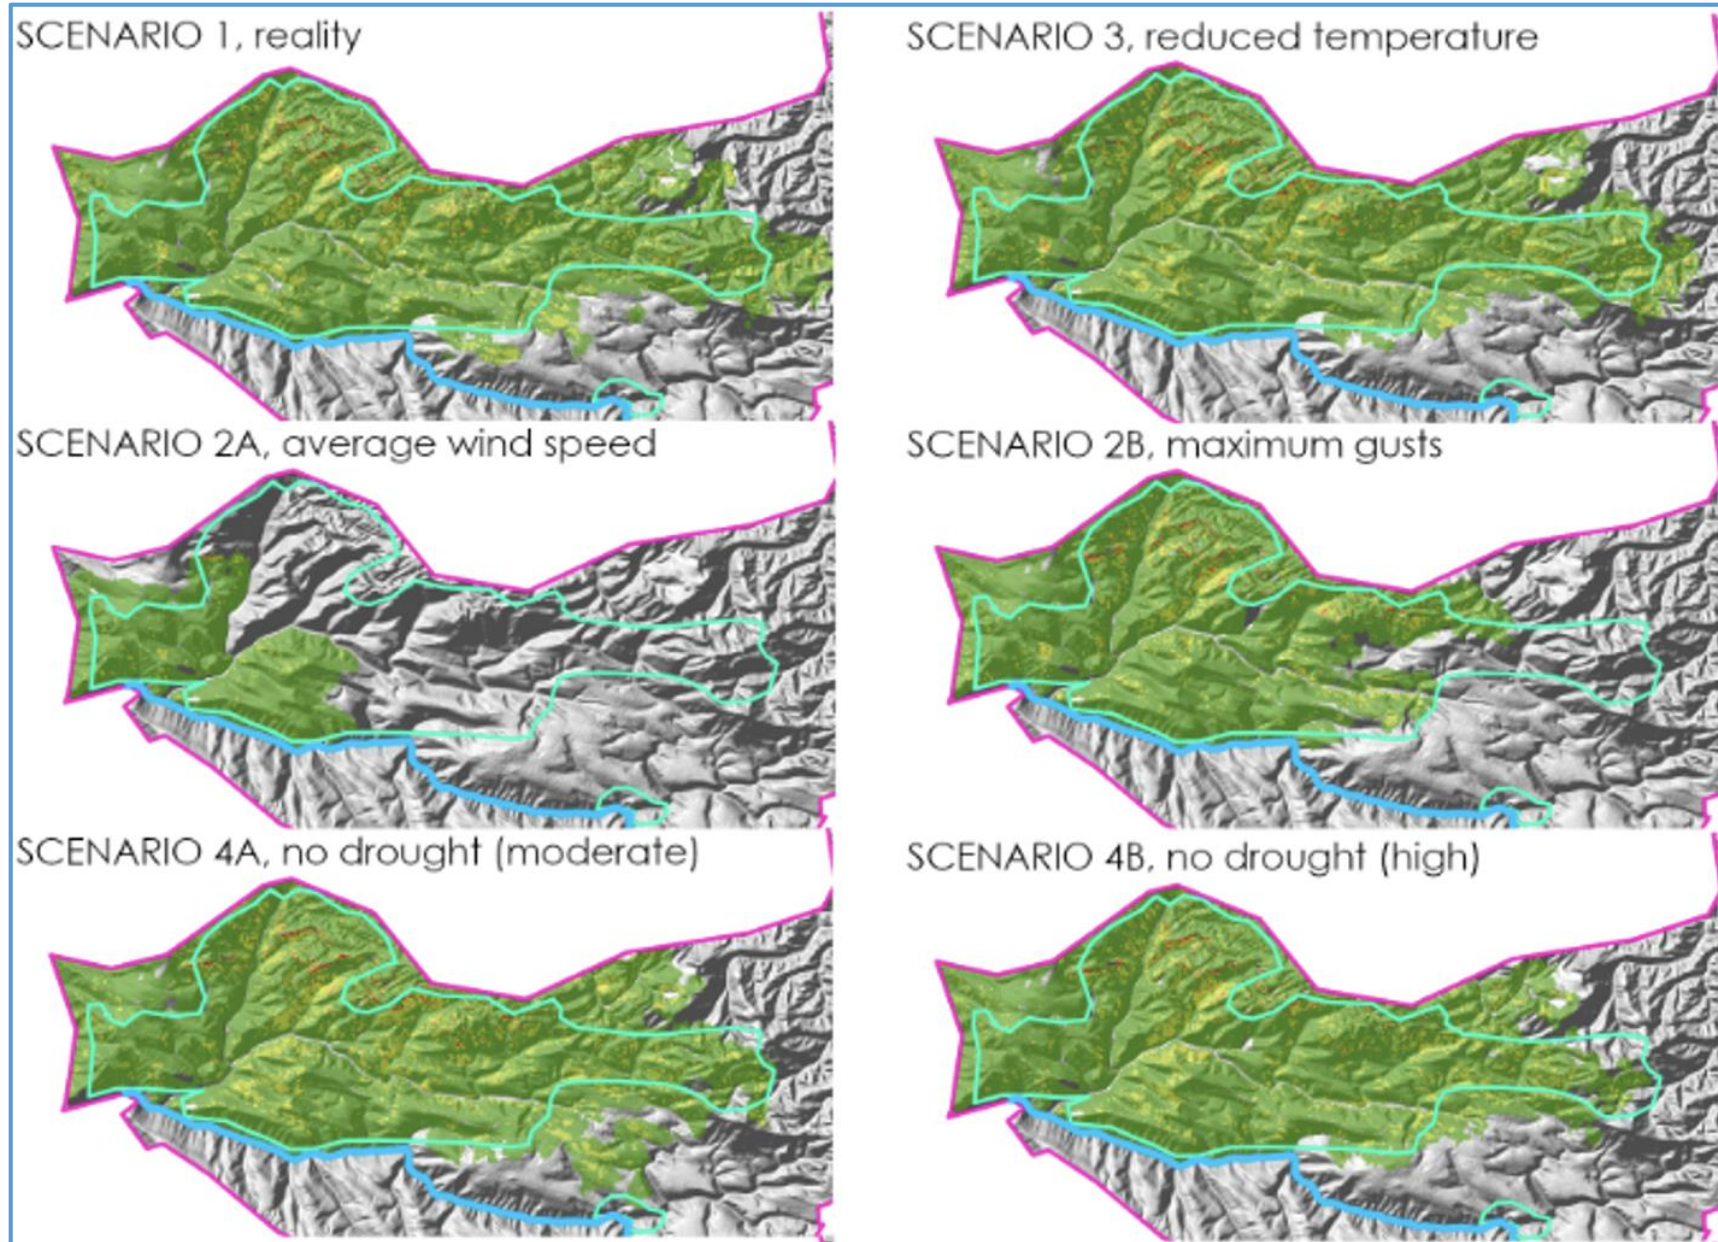 SCENARIO 1, reality
SCENARIO 3, reduced temperature
SCENARIO 2A, average wind speed
SCENARIO 2B, maximum gusts
SCENARIO 4A, no drought (moderate)
SCENARIO 4B, no drought (high)